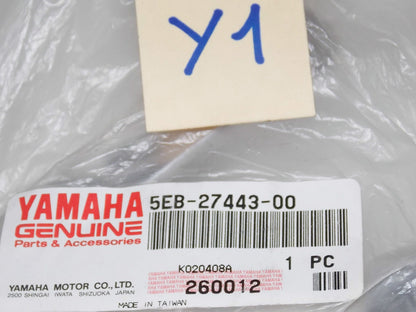 Y1
YAMAHA
GENUINE
Parts & Accessories
5EB-27443-00
K020408A
1 PC
YAMAHA MOTOR CO., LTD.
2500 SHINGAI IWATA SHIZUOKA JAPAN
260012
MADE IN TAIWAN